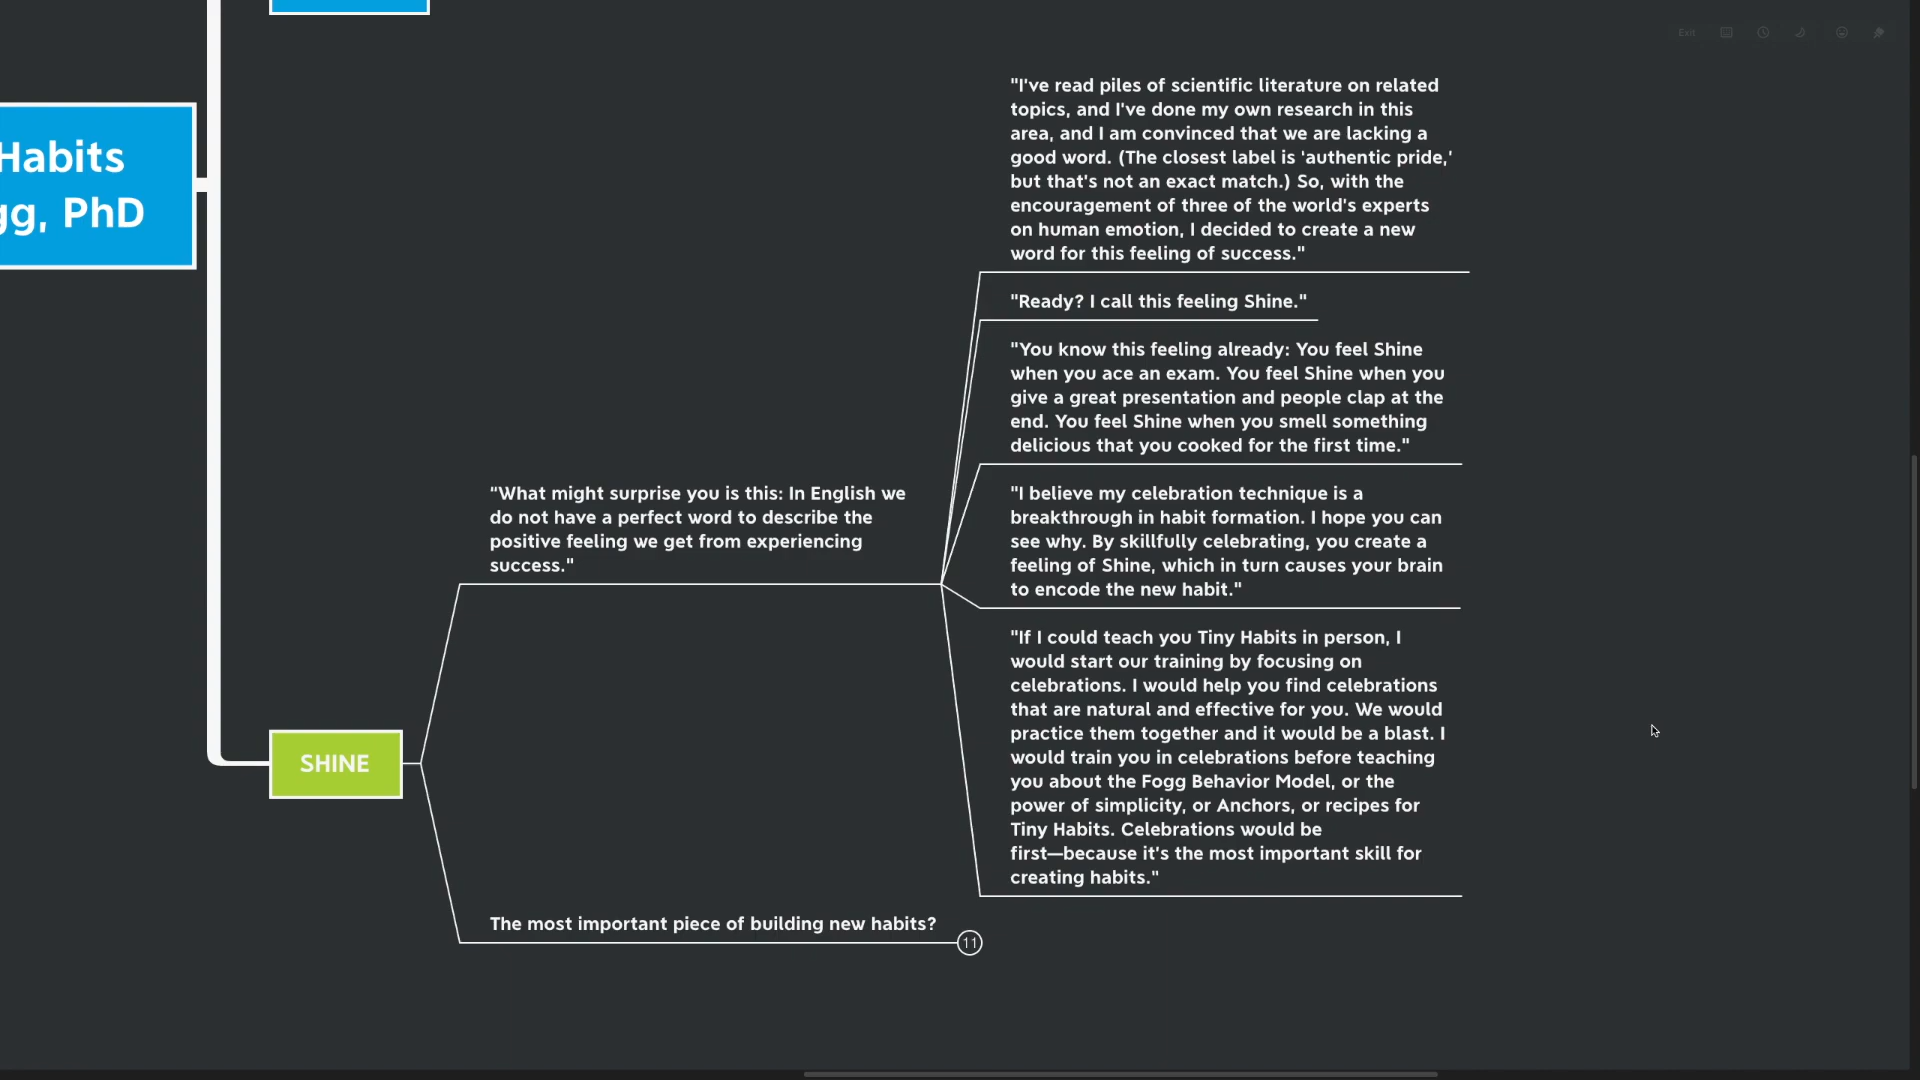 Exit
Habits
gg, PhD
"I've read piles of scientific literature on related
topics, and I've done my own research in this
area, and I am convinced that we are lacking a
good word. (The closest label is ‘authentic pride,’
but that's not an exact match.) So, with the
encouragement of three of the world's experts
on human emotion, I decided to create a new
word for this feeling of success."
"Ready? I call this feeling Shine."
"You know this feeling already: You feel Shine
when you ace an exam. You feel Shine when you
give a great presentation and people clap at the
end. You feel Shine when you smell something
delicious that you cooked for the first time."
“What might surprise you is this: In English we
do not have a perfect word to describe the
positive feeling we get from experiencing
success."
"I believe my celebration technique is a
breakthrough in habit formation. I hope you can
see why. By skillfully celebrating, you create a
feeling of Shine, which in turn causes your brain
to encode the new habit."
"If I could teach you Tiny Habits in person, I
would start our training by focusing on
celebrations. I would help you find celebrations
that are natural and effective for you. We would
practice them together and it would be a blast. I
would train you in celebrations before teaching
you about the Fogg Behavior Model, or the
power of simplicity, or Anchors, or recipes for
Tiny Habits. Celebrations would be
first—because it's the most important skill for
creating habits."
SHINE
The most important piece of building new habits?
11